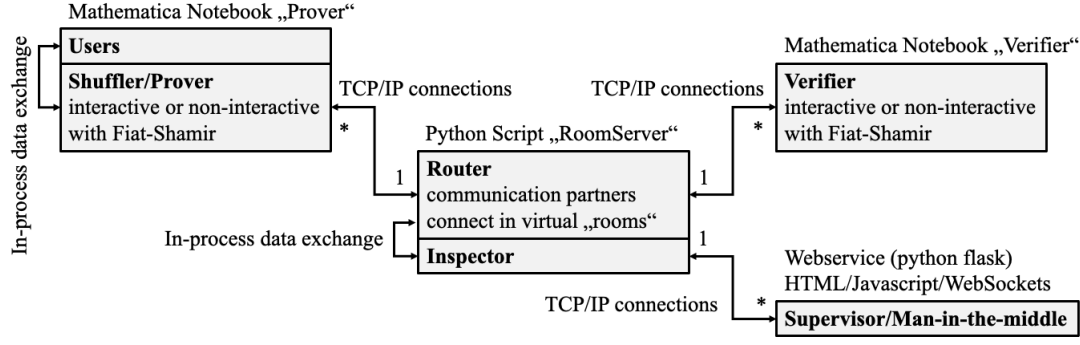 Mathematica Notebook „Prover“
Users
Shuffler/Prover
interactive or non-interactive
with Fiat-Shamir
In-process data exchange
TCP/IP connections
*
1
Python Script „RoomServer“
Router
communication partners
connect in virtual „rooms“
Inspector
In-process data exchange
Mathematica Notebook „Verifier“
Verifier
interactive or non-interactive
with Fiat-Shamir
TCP/IP connections
*
1
1
Webservice (python flask)
HTML/Javascript/WebSockets
Supervisor/Man-in-the-middle
TCP/IP connections
*